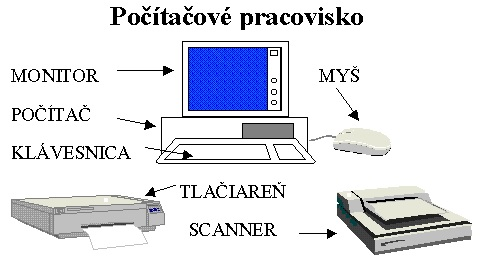 Počítačové pracovisko
MONITOR
MYŠ
POČÍTAČ
KLÁVESNICA
TLAČIAREŇ
SCANNER